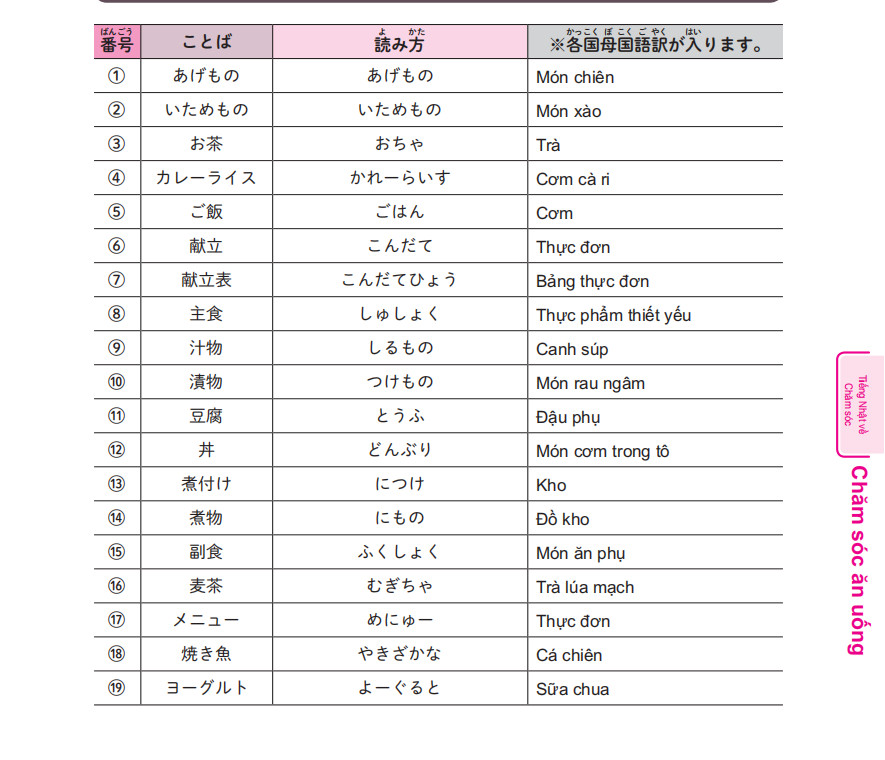 番号 ことば 読み方 ※各国母国語訳が入ります。
ばんごう よ かた かっこく ぼ こく ご やく はい
① あげもの あげもの Món chiên
② いためもの いためもの Món xào
③ お茶 おちゃ Trà
④ カレーライス かれーらいす Cơm cà ri
⑤ ご飯 ごはん Cơm
⑥ 献立 こんだて Thực đơn
⑦ 献立表 こんだてひょう Bảng thực đơn
⑧ 主食 しゅしょく Thực phẩm thiết yếu
⑨ 汁物 しるもの Canh súp
⑩ 漬物 つけもの Món rau ngâm
⑪ 豆腐 とうふ Đậu phụ
⑫ 丼 どんぶり Món cơm trong tô
⑬ 煮付け につけ Kho
⑭ 煮物 にもの Đồ kho
⑮ 副食 ふくしょく Món ăn phụ
⑯ 麦茶 むぎちゃ Trà lúa mạch
⑰ メニュー めにゅー Thực đơn
⑱ 焼き魚 やきざかな Cá chiên
⑲ ヨーグルト よーぐると Sữa chua
Tiếng Nhật về
Chăm sóc
Chăm sóc ăn uống